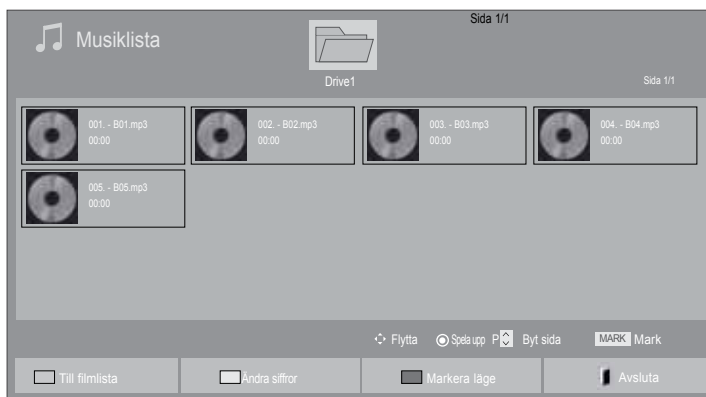 Sida 1/1
Musiklista
Drive1
Sida 1/1
001. - B01.mp3
00:00
002. - B02.mp3
00:00
003. - B03.mp3
00:00
004. - B04.mp3
00:00
005. - B05.mp3
00:00
Flytta Spela upp P Byt sida MARK Mark
Till filmlista Ändra siffror Markera läge Avsluta